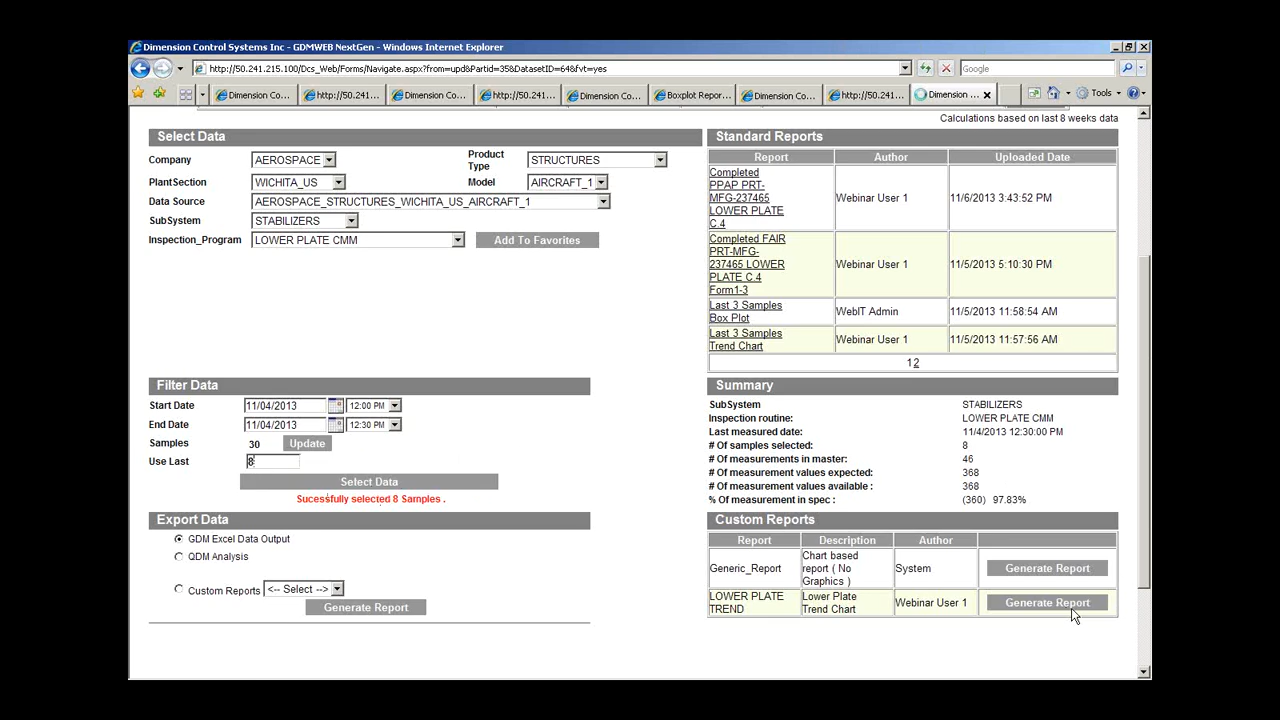 Dimension Control Systems Inc - GDMWEB NextGen - Windows Internet Explorer
http://50.241.215.100/Dcs_Web/Forms/Navigate.aspx?from=upd&Partid=35&DatasetID=64&fvt=yes
Google
Dimension Co...
http://50.241...
Dimension Co...
http://50.241...
Dimension Co...
Boxplot Repor...
Dimension Co...
http://50.241...
Dimension ...
Tools
Calculations based on last 8 weeks data
Select Data
Company AEROSPACE Product Type STRUCTURES
PlantSection WICHITA_US Model AIRCRAFT_1
Data Source AEROSPACE_STRUCTURES_WICHITA_US_AIRCRAFT_1
SubSystem STABILIZERS
Inspection_Program LOWER PLATE CMM Add To Favorites
Filter Data
Start Date 11/04/2013 12:00 PM
End Date 11/04/2013 12:30 PM
Samples 30 Update
Use Last 8
Select Data
Sucessfully selected 8 Samples .
Export Data
GDM Excel Data Output
QDM Analysis
Custom Reports <-- Select -->
Generate Report
Standard Reports
Report Author Uploaded Date
Completed
PPAP PRT-
MFG-237465
LOWER PLATE
C.4
Webinar User 1 11/6/2013 3:43:52 PM
Completed FAIR
PRT-MFG-
237465 LOWER
PLATE C.4
Form1-3
Webinar User 1 11/5/2013 5:10:30 PM
Last 3 Samples
Box Plot
WebIT Admin 11/5/2013 11:58:54 AM
Last 3 Samples
Trend Chart
Webinar User 1 11/5/2013 11:57:56 AM
12
Summary
SubSystem STABILIZERS
Inspection routine: LOWER PLATE CMM
Last measured date: 11/4/2013 12:30:00 PM
# Of samples selected: 8
# Of measurements in master: 46
# Of measurement values expected: 368
# Of measurement values available : 368
% Of measurement in spec : (360) 97.83%
Custom Reports
Report Description Author
Generic_Report
Chart based
report ( No
Graphics )
System Generate Report
LOWER PLATE
TREND
Lower Plate
Trend Chart
Webinar User 1 Generate Report